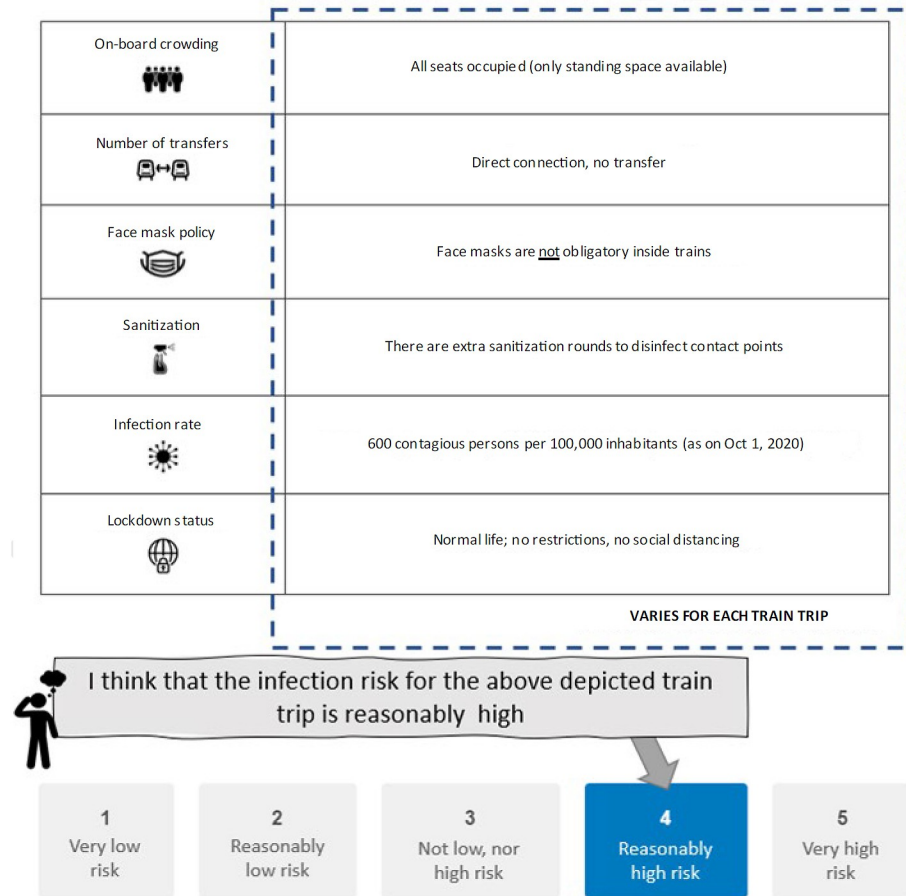 On-board crowding
All seats occupied (only standing space available)
Number of transfers
Direct connection, no transfer
Face mask policy
Face masks are not obligatory inside trains
Sanitization
There are extra sanitization rounds to disinfect contact points
Infection rate
600 contagious persons per 100,000 inhabitants (as on Oct 1, 2020)
Lockdown status
Normal life; no restrictions, no social distancing
VARIES FOR EACH TRAIN TRIP
I think that the infection risk for the above depicted train
trip is reasonably high
1
Very low
risk
2
Reasonably
low risk
3
Not low, nor
high risk
4
Reasonably
high risk
5
Very high
risk